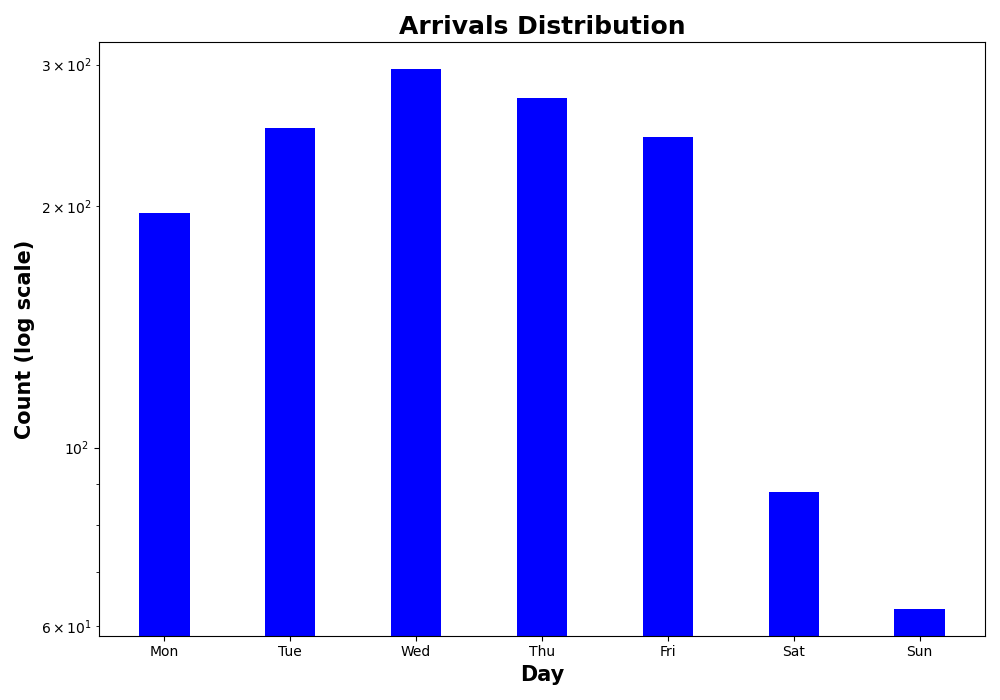 Arrivals Distribution
Count (log scale)
3 × 10²
2 × 10²
10²
6 × 10¹
Mon Tue Wed Thu Fri Sat Sun
Day